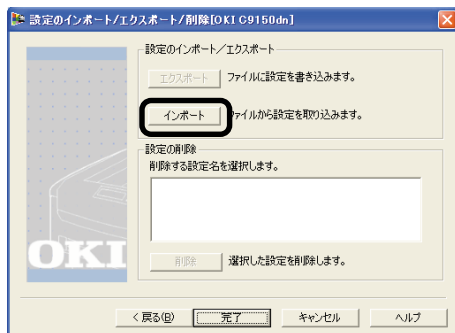 設定のインポート/エクスポート/削除[OKI C9150dn]
設定のインポート/エクスポート
エクスポート ファイルに設定を書き込みます。
インポート ファイルから設定を取り込みます。
設定の削除
削除する設定名を選択します。
OKI
削除 選択した設定を削除します。
< 戻る(B) 完了 キャンセル ヘルプ